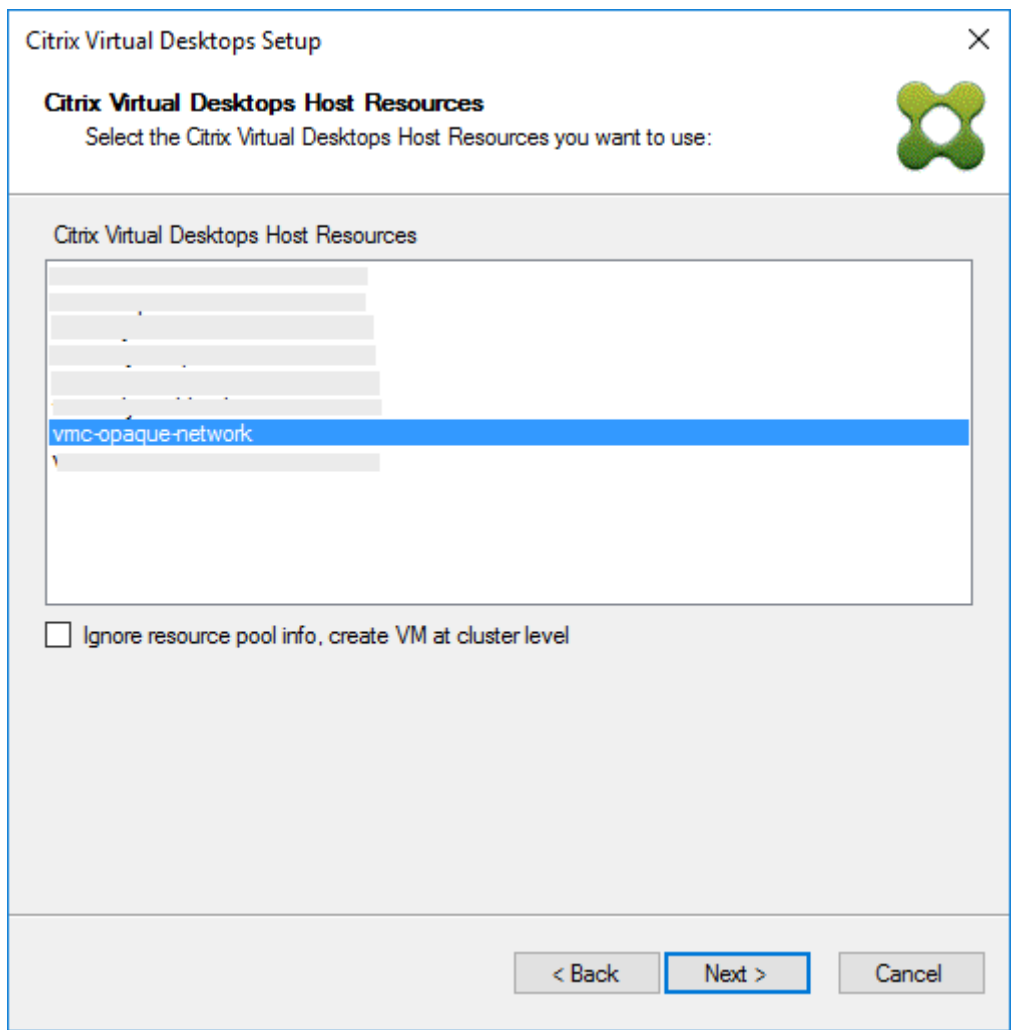 Citrix Virtual Desktops Setup
Citrix Virtual Desktops Host Resources
Select the Citrix Virtual Desktops Host Resources you want to use:
Citrix Virtual Desktops Host Resources
vmc-opaque-network
Ignore resource pool info, create VM at cluster level
< Back
Next >
Cancel